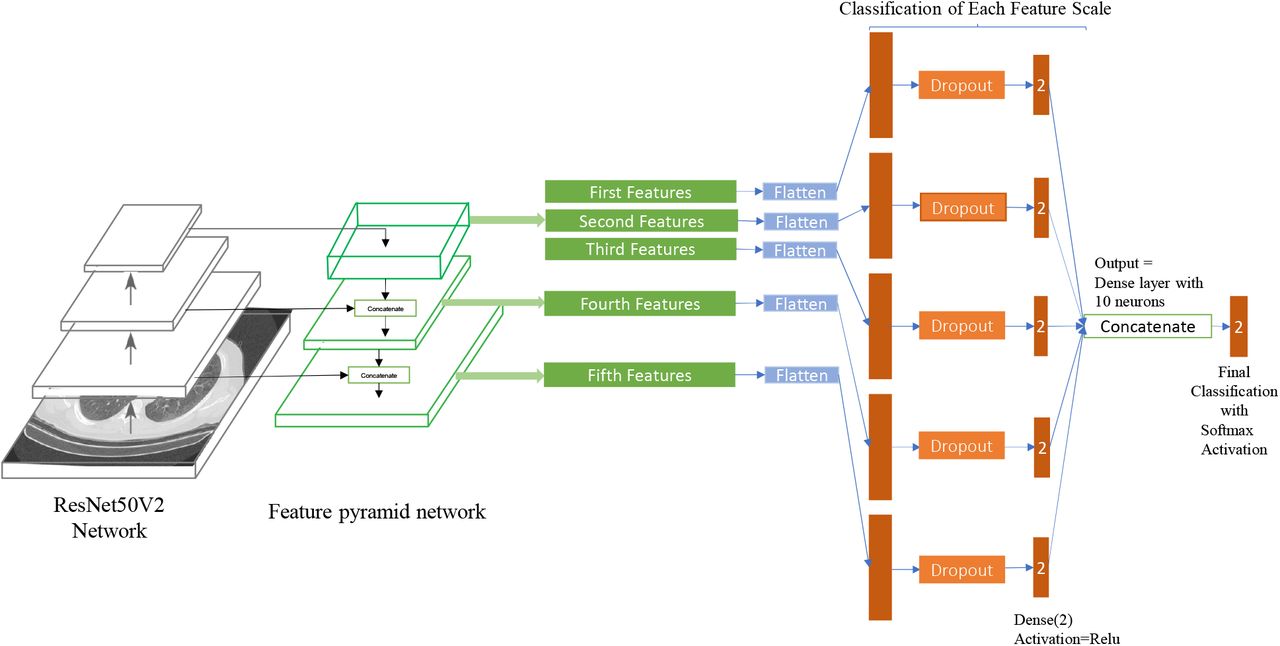 Classification of Each Feature Scale
Dropout
2
First Features
Flatten
Second Features
Flatten
Dropout
2
Third Features
Flatten
Output =
Dense layer with
10 neurons
Concatenate
Fourth Features
Flatten
Dropout
2
Concatenate
2
Concatenate
Fifth Features
Flatten
Final
Classification
with
Softmax
Activation
Dropout
2
ResNet50V2
Network
Feature pyramid network
Dropout
2
Dense(2)
Activation=Relu